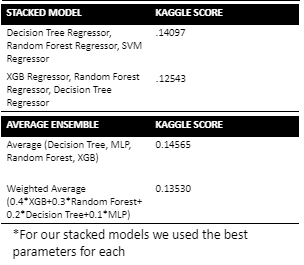 STACKED MODEL KAGGLE SCORE
Decision Tree Regressor, .14097
Random Forest Regressor, SVM
Regressor
XGB Regressor, Random Forest .12543
Regressor, Decision Tree
Regressor
AVERAGE ENSEMBLE KAGGLE SCORE
Average (Decision Tree, MLP, 0.14565
Random Forest, XGB)
Weighted Average 0.13530
(0.4*XGB+0.3*Random Forest+
0.2*Decision Tree+0.1*MLP)
*For our stacked models we used the best
parameters for each